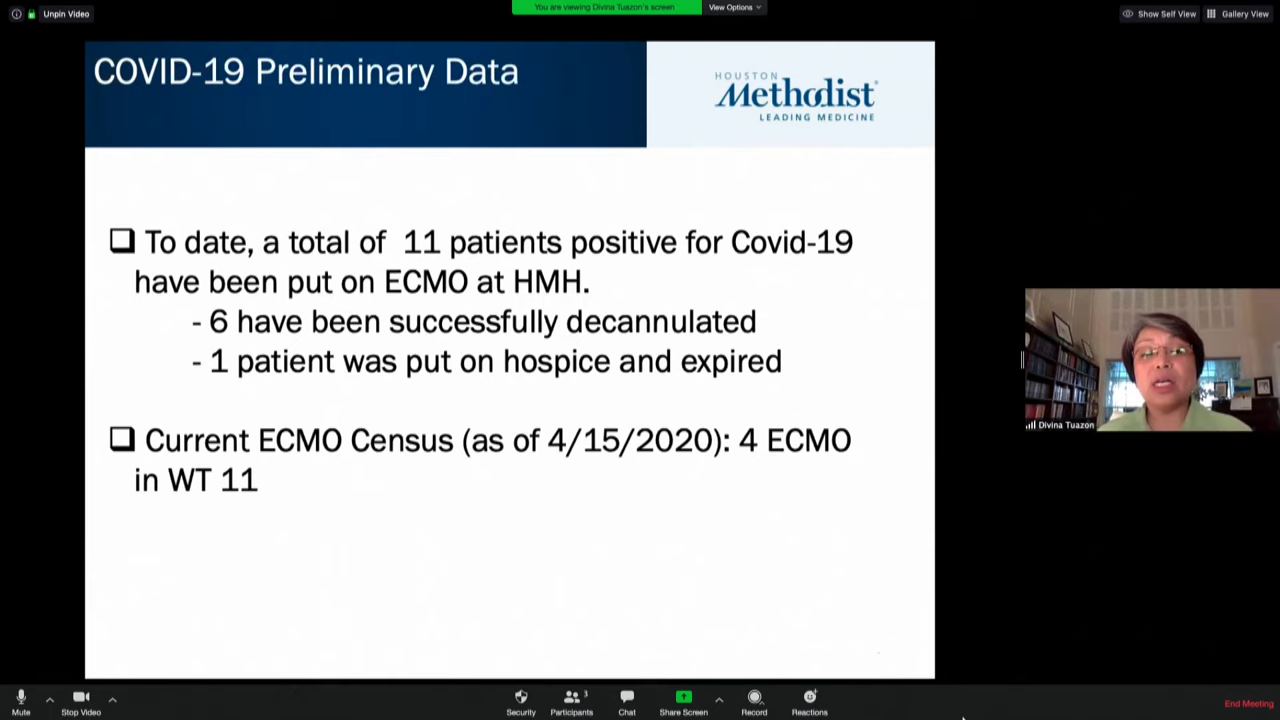 Unpin Video
You are viewing Divina Tuazon's screen
View Options
Show Self View
Gallery View
COVID-19 Preliminary Data
HOUSTON
Methodist
LEADING MEDICINE
To date, a total of 11 patients positive for Covid-19
have been put on ECMO at HMH.
- 6 have been successfully decannulated
- 1 patient was put on hospice and expired
Current ECMO Census (as of 4/15/2020): 4 ECMO
in WT 11
Divina Tuazon
Mute
Stop Video
Security
Participants
3
Chat
Share Screen
Record
Reactions
End Meeting